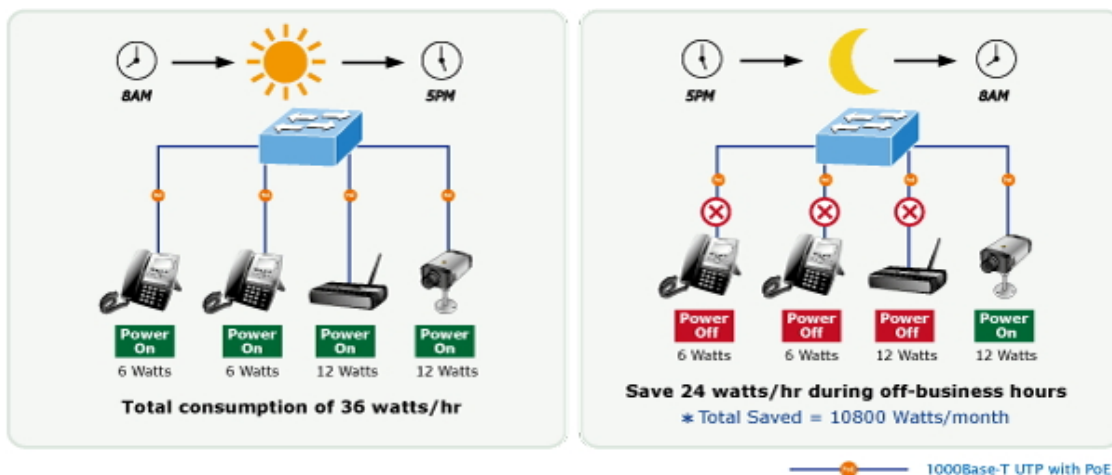 8AM
5PM
Power On
6 Watts
Power On
6 Watts
Power On
12 Watts
Power On
12 Watts
Total consumption of 36 watts/hr
5PM
8AM
Power Off
6 Watts
Power Off
6 Watts
Power Off
12 Watts
Power On
12 Watts
Save 24 watts/hr during off-business hours
* Total Saved = 10800 Watts/month
PoE 1000Base-T UTP with PoE